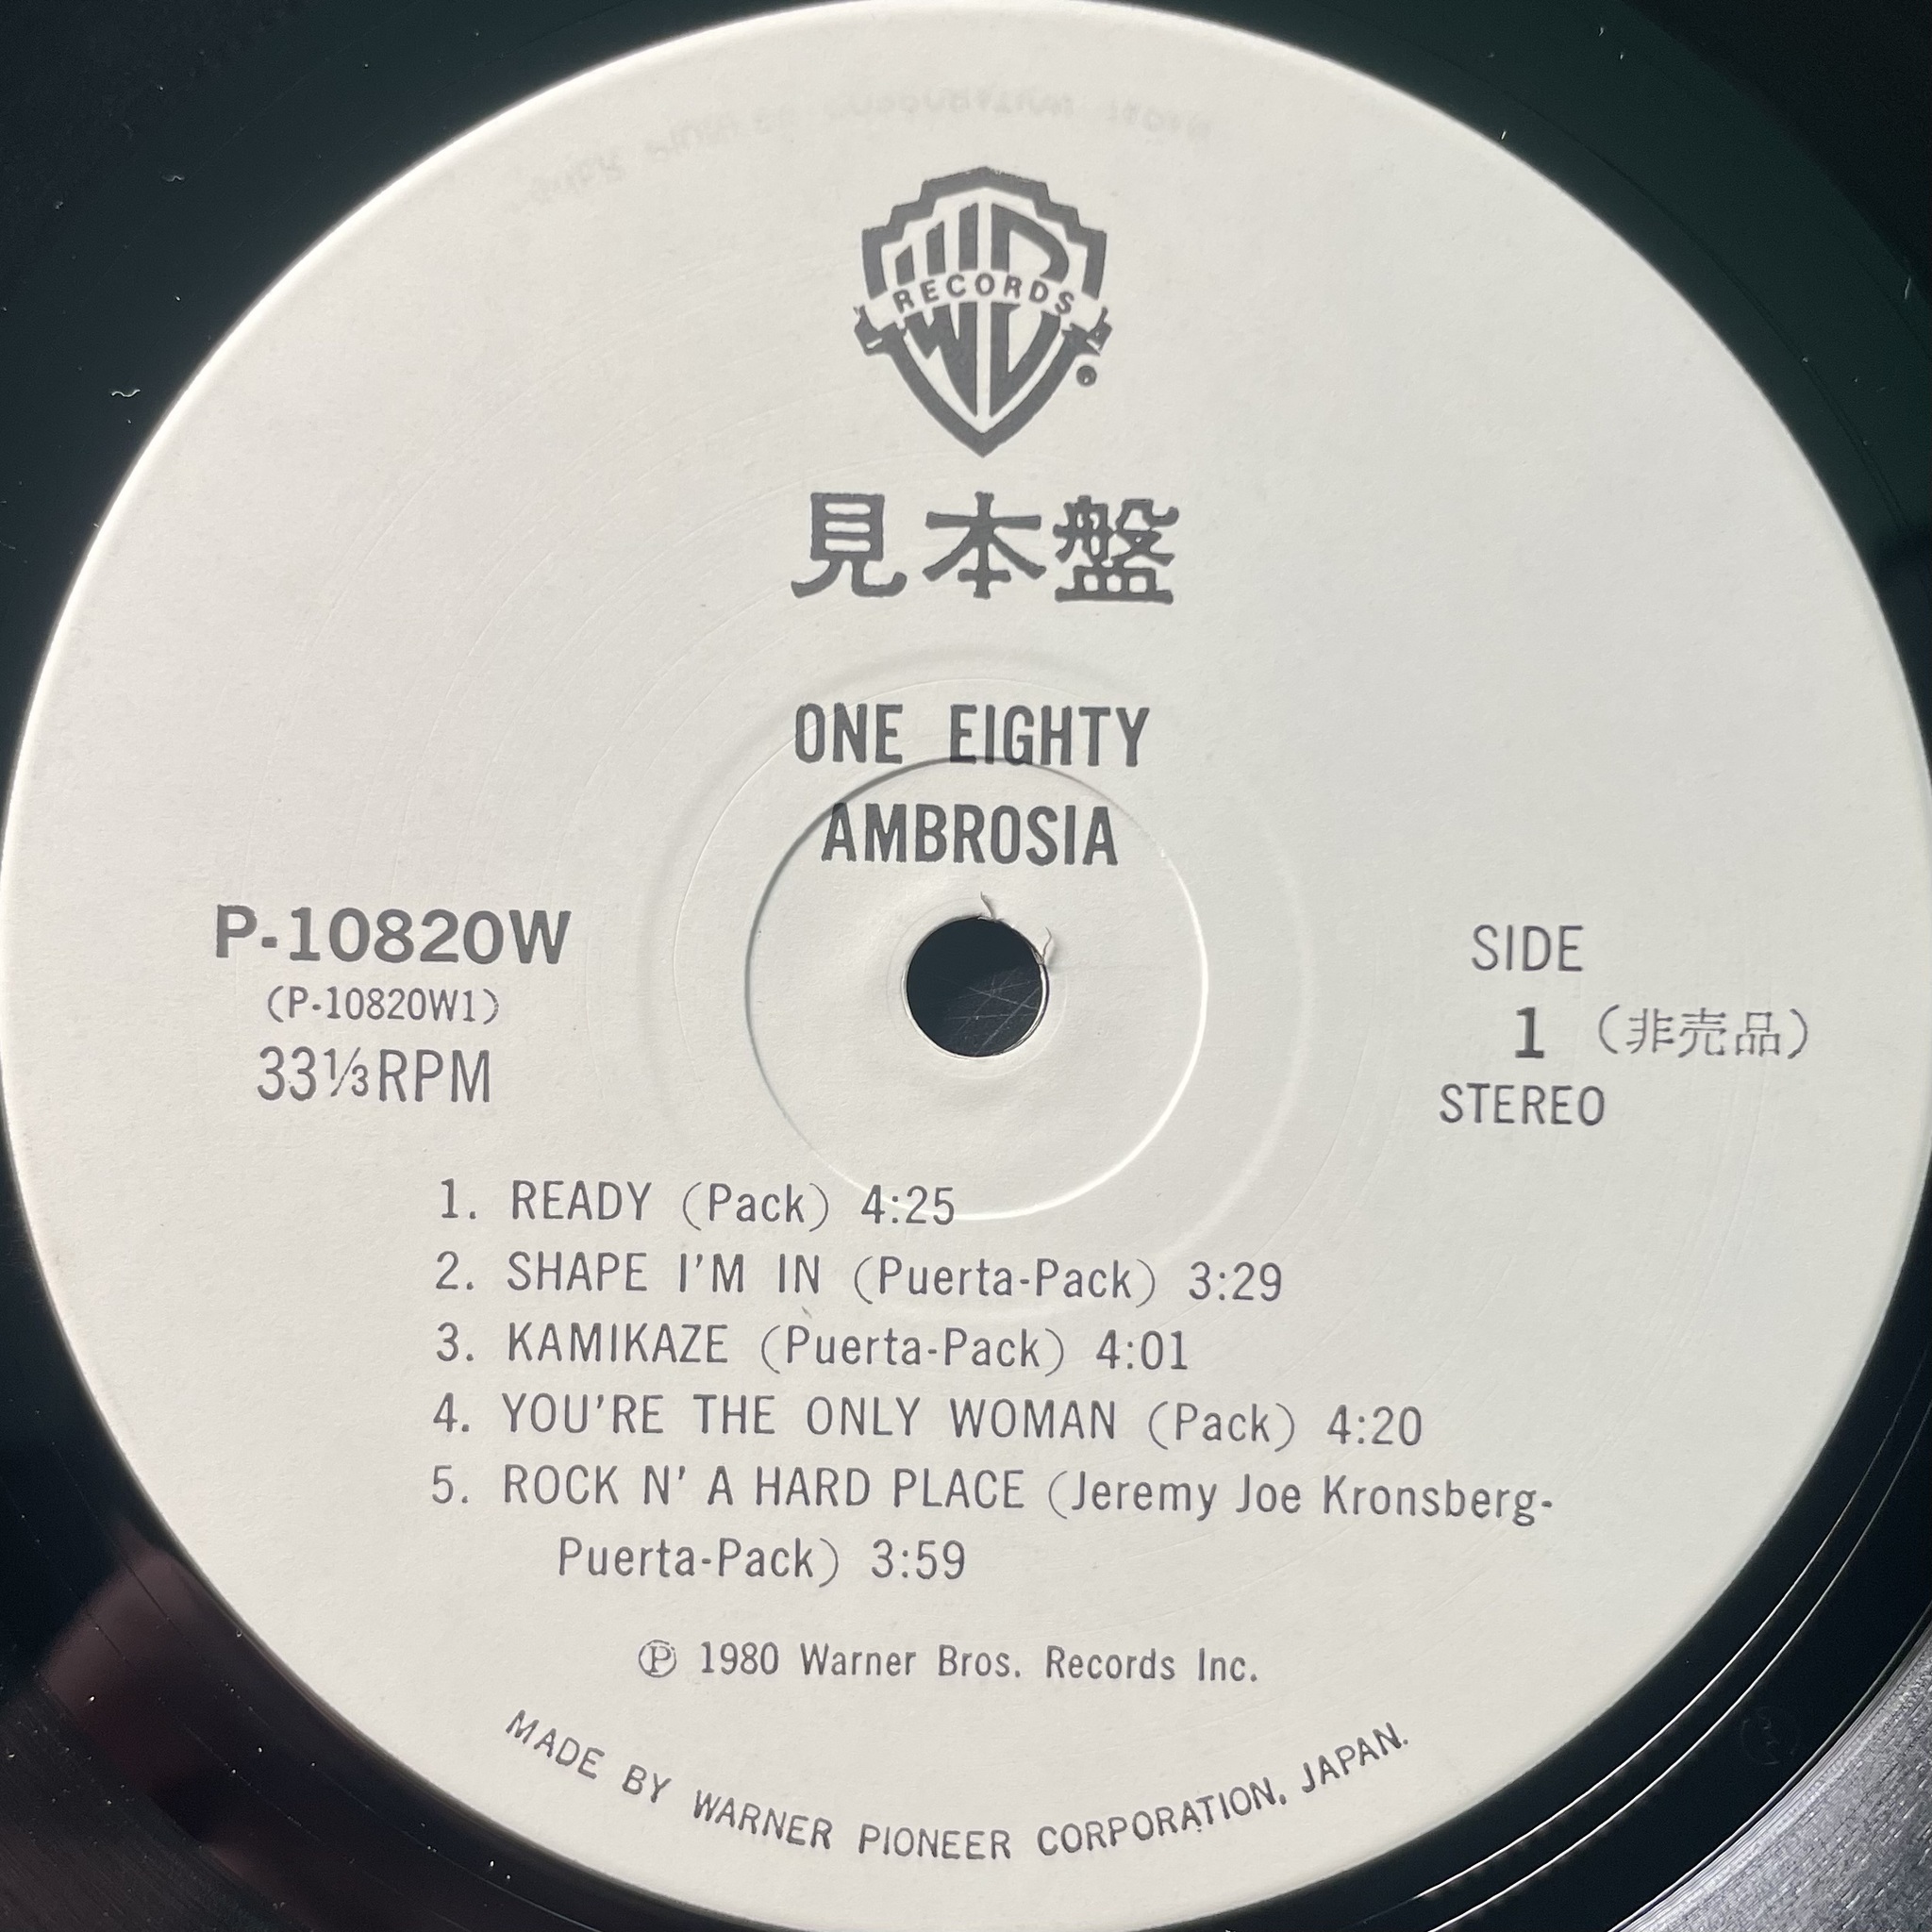 WB
RECORDS
見本盤
ONE EIGHTY
AMBROSIA
P-10820W
(P-10820W1)
33⅓RPM
SIDE
1 (非売品)
STEREO
1. READY (Pack) 4:25
2. SHAPE I'M IN (Puerta-Pack) 3:29
3. KAMIKAZE (Puerta-Pack) 4:01
4. YOU'RE THE ONLY WOMAN (Pack) 4:20
5. ROCK N' A HARD PLACE (Jeremy Joe Kronsberg-
Puerta-Pack) 3:59
Ⓟ 1980 Warner Bros. Records Inc.
MADE BY WARNER PIONEER CORPORATION, JAPAN.